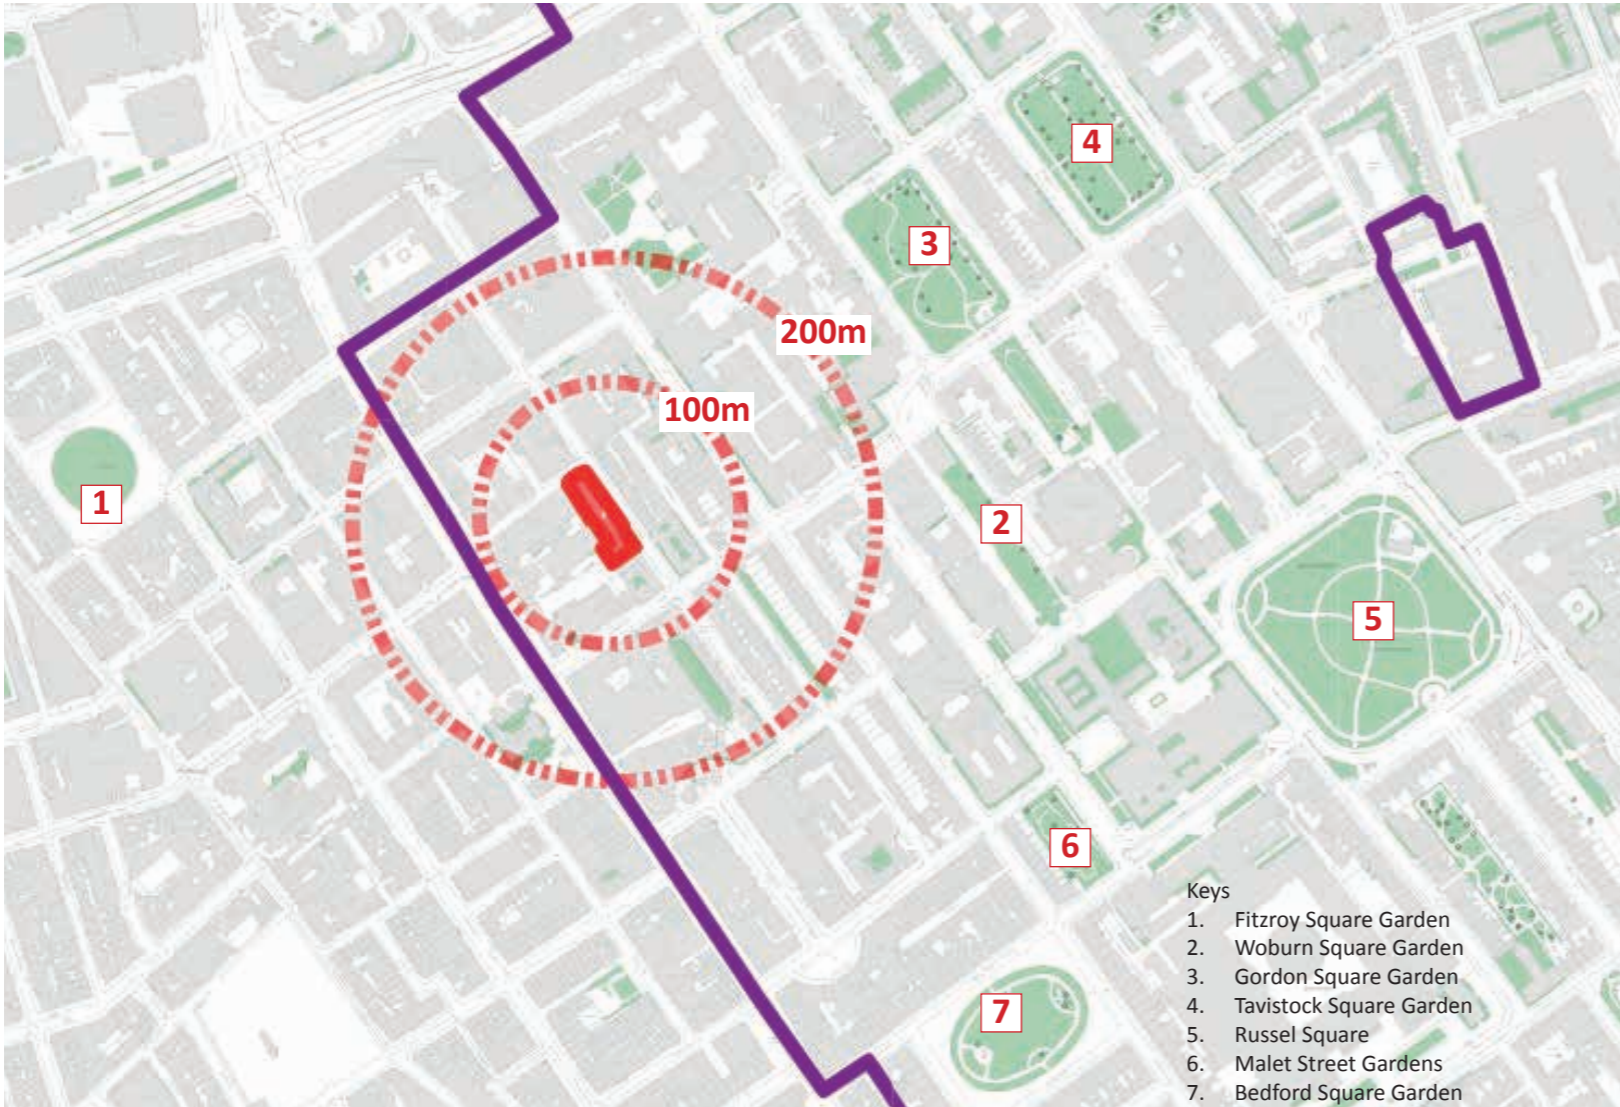 4
3
200m
100m
1
2
5
6
7
Keys
1. Fitzroy Square Garden
2. Woburn Square Garden
3. Gordon Square Garden
4. Tavistock Square Garden
5. Russel Square
6. Malet Street Gardens
7. Bedford Square Garden